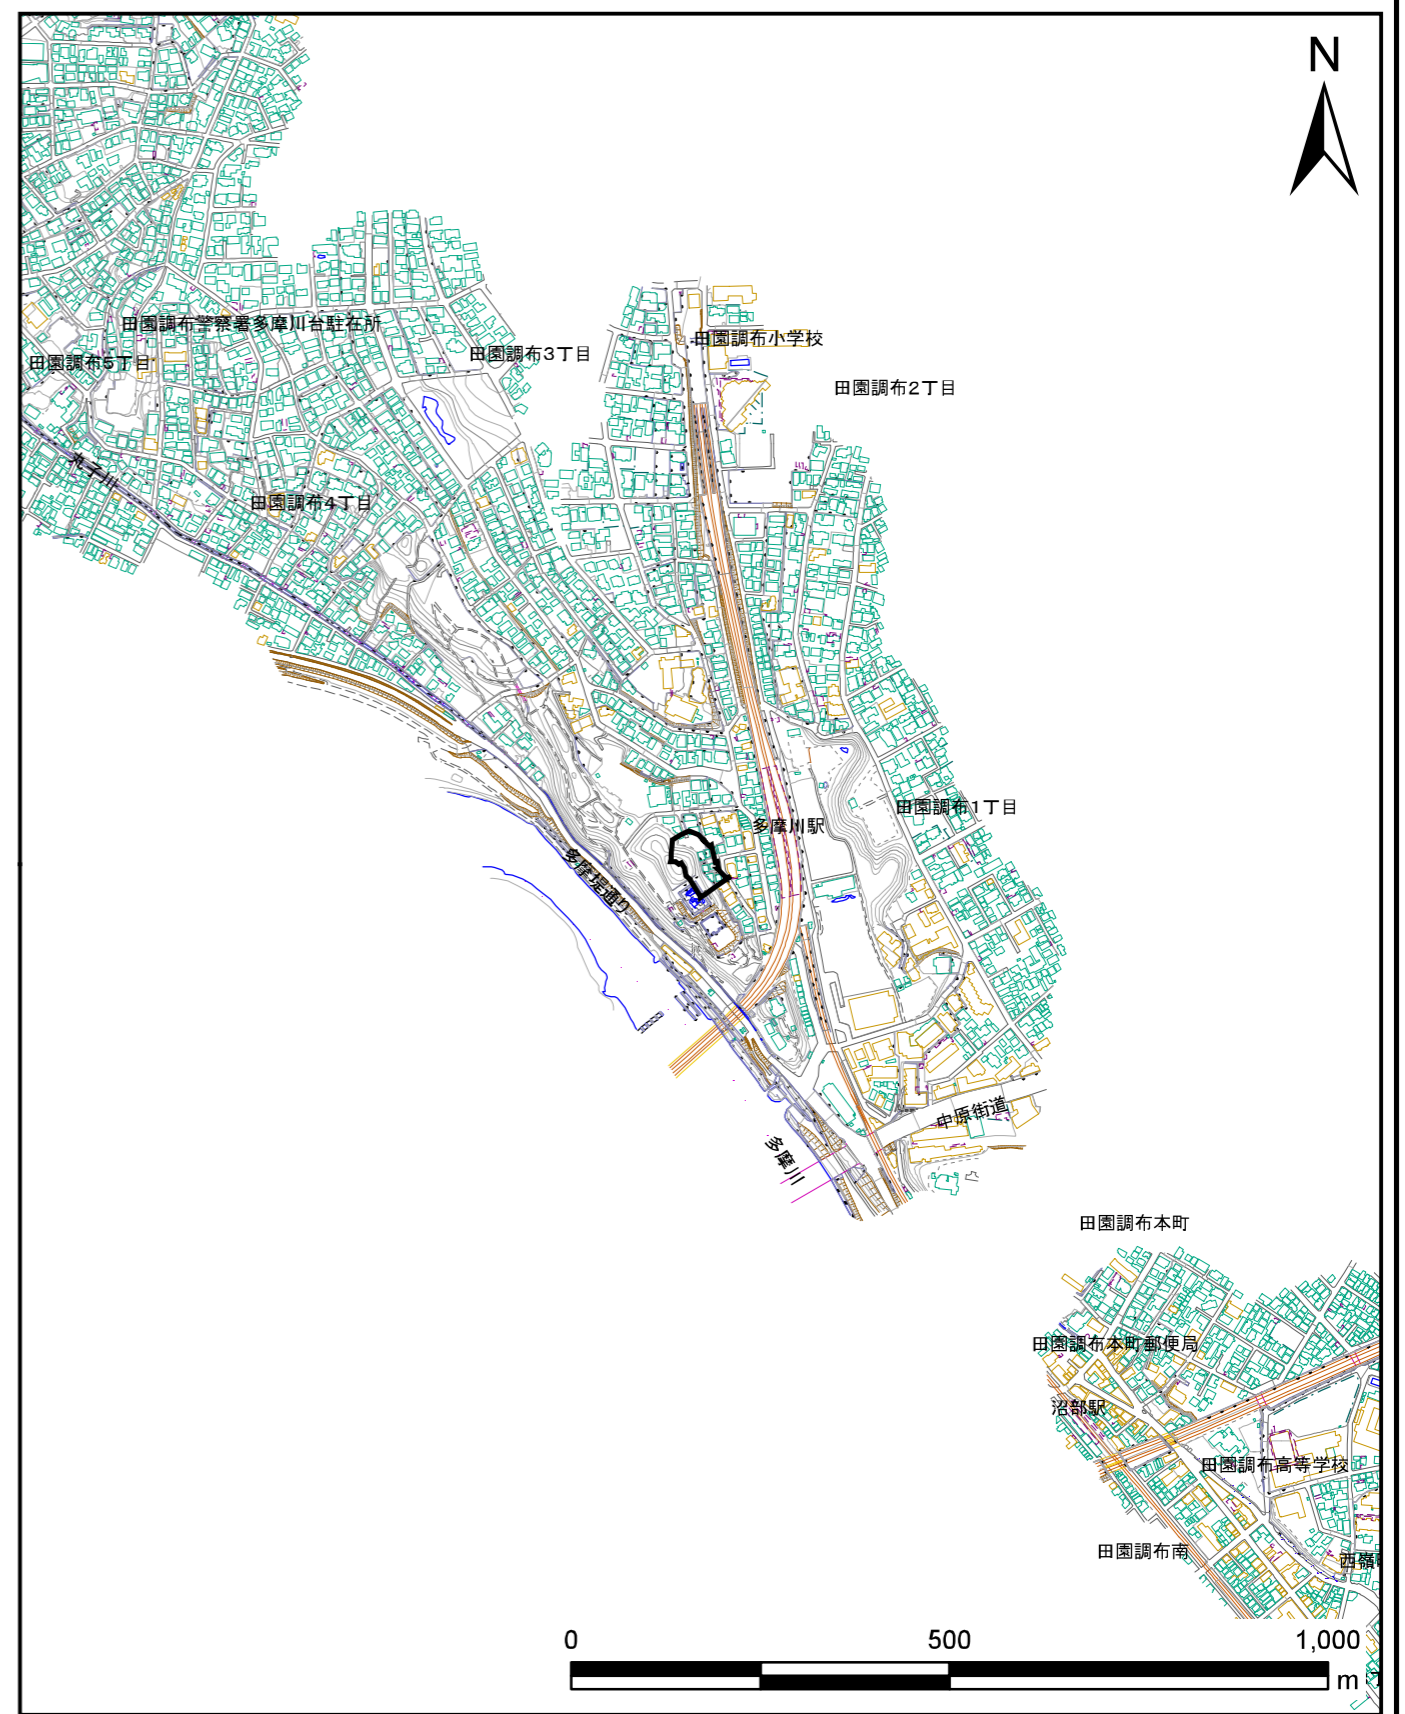 N
田園調布警察署多摩川台駐在所
田園調布小学校
田園調布3丁目
田園調布5丁目
田園調布2丁目
丸子川
田園調布4丁目
田園調布1丁目
多摩川駅
多摩堤通り
中原街道
多摩川
田園調布本町
田園調布本町郵便局
沼部駅
田園調布高等学校
田園調布南
西嶺
0 500 1,000
m